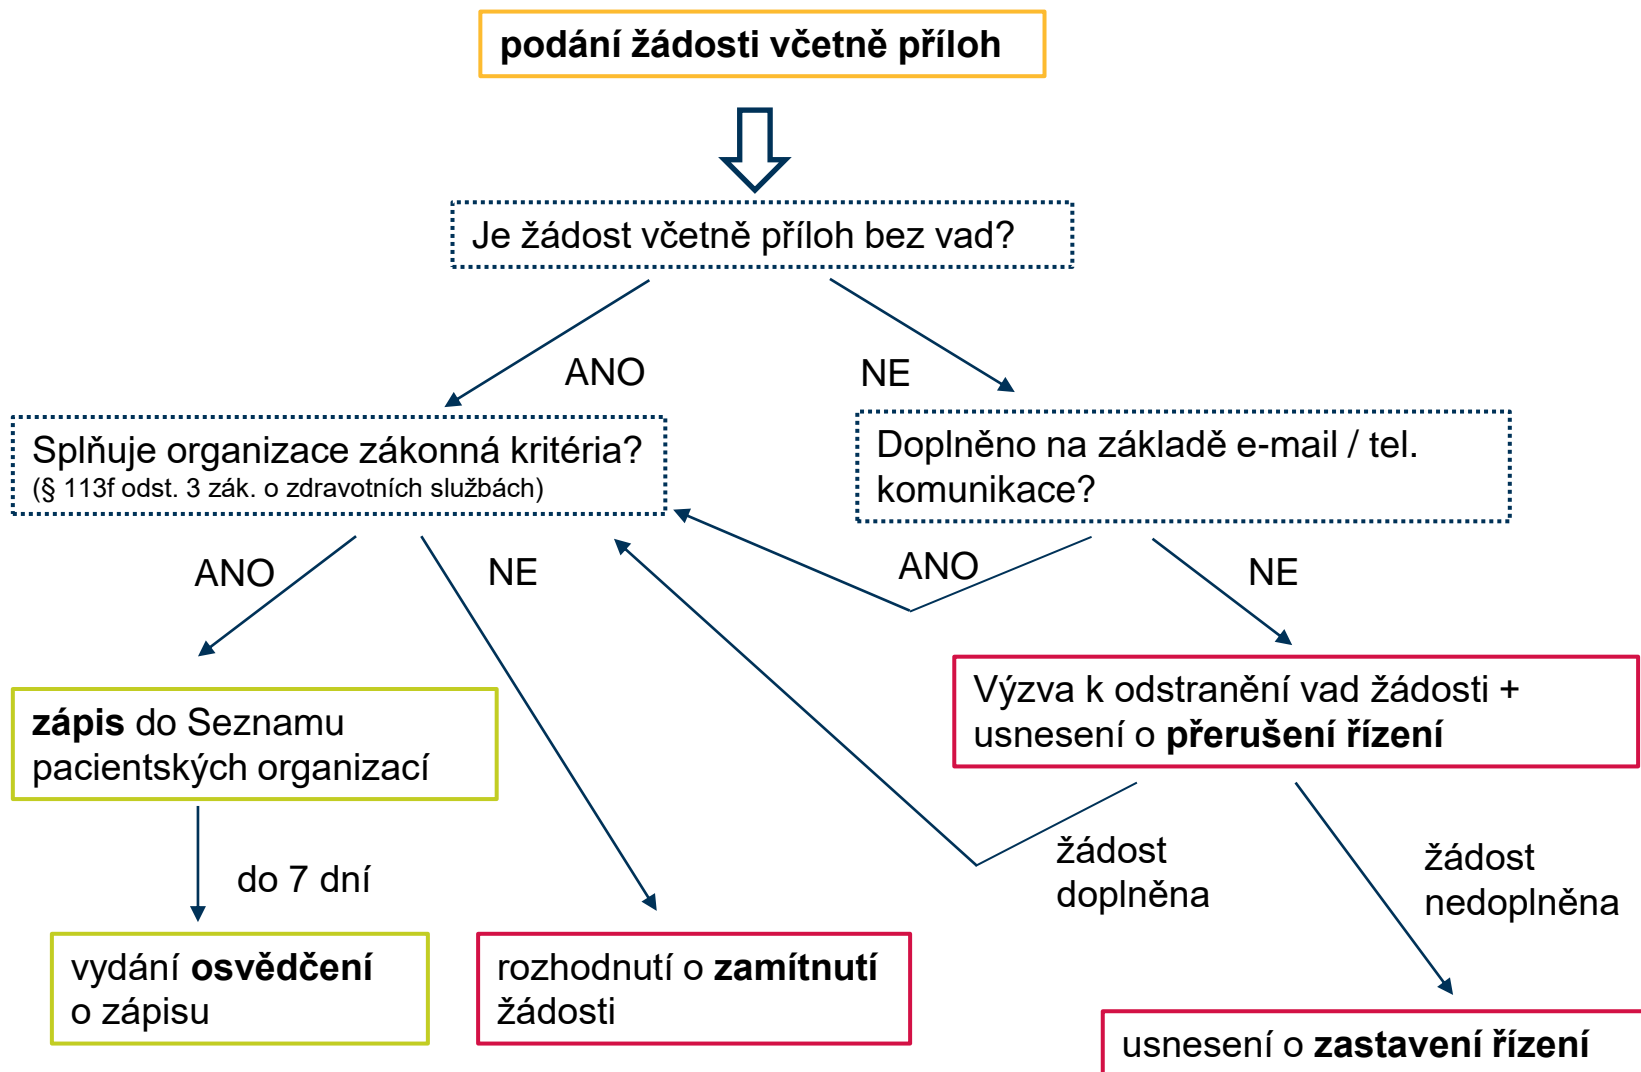 podání žádosti včetně příloh
Je žádost včetně příloh bez vad?
ANO
NE
Splňuje organizace zákonná kritéria?
(§ 113f odst. 3 zák. o zdravotních službách)
Doplněno na základě e-mail / tel.
komunikace?
ANO
NE
ANO
NE
zápis do Seznamu
pacientských organizací
Výzva k odstranění vad žádosti +
usnesení o přerušení řízení
do 7 dní
žádost
doplněna
žádost
nedoplněna
vydání osvědčení
o zápisu
rozhodnutí o zamítnutí
žádosti
usnesení o zastavení řízení